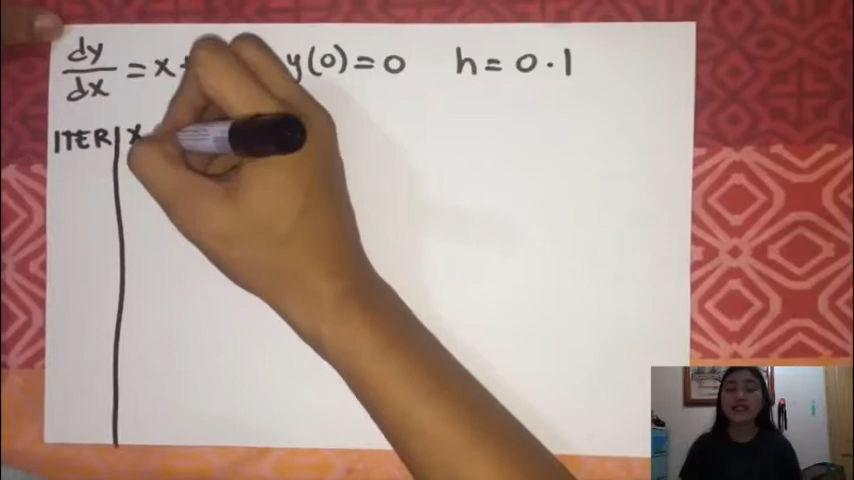 dy/dx = x+ y(0) = 0 h = 0.1
ITER x